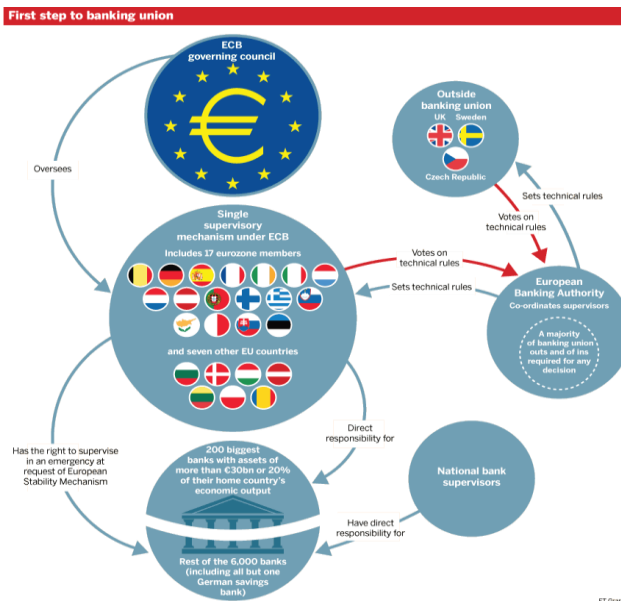 First step to banking union
ECB
governing council
Oversees
Outside
banking union
UK Sweden
Czech Republic
Sets technical rules
Votes on
technical rules
Single
supervisory
mechanism under ECB
Includes 17 eurozone members
Votes on
technical rules
Sets technical rules
European
Banking Authority
Co-ordinates supervisors
A majority
of banking union
outs and of ins
required for any
decision
and seven other EU countries
Direct
responsibility for
Has the right to supervise
in an emergency at
request of European
Stability Mechanism
200 biggest
banks with assets of
more than €30bn or 20%
of their home country's
economic output
National bank
supervisors
Have direct
responsibility for
Rest of the 6,000 banks
(including all but one
German savings
bank)